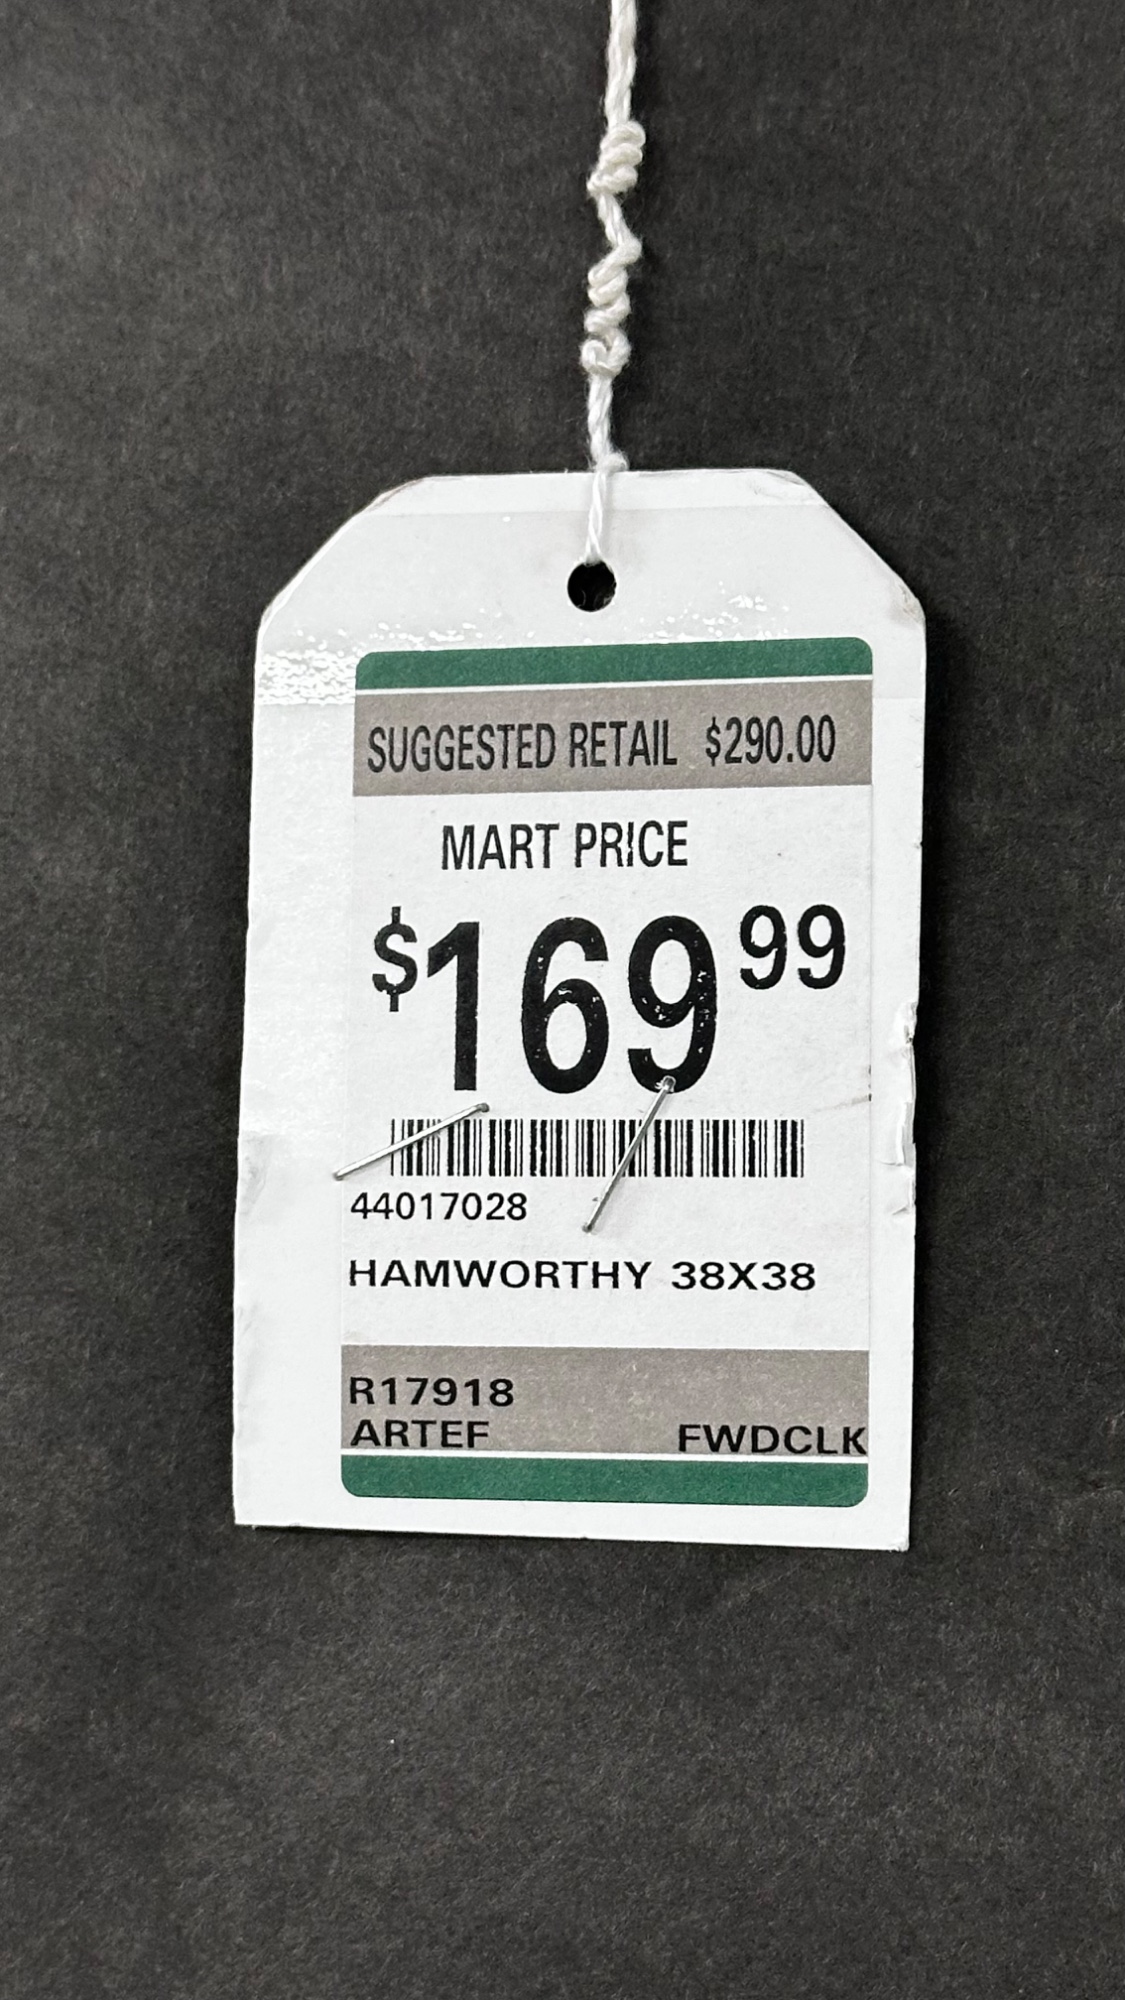 SUGGESTED RETAIL $290.00
MART PRICE
$169 99
44017028
HAMWORTHY 38X38
R17918
ARTEF FWDCLK